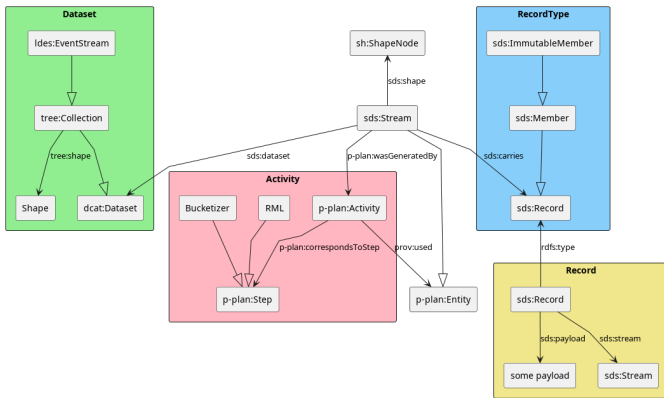 Dataset
RecordType
ldes:EventStream
sh:ShapeNode
sds:ImmutableMember
sds:shape
tree:Collection
sds:Stream
sds:Member
tree:shape
sds:dataset
p-plan:wasGeneratedBy
sds:carries
Activity
Shape
dcat:Dataset
Bucketizer
RML
p-plan:Activity
sds:Record
p-plan:correspondsToStep
prov:used
rdfs:type
Record
p-plan:Step
p-plan:Entity
sds:Record
sds:payload
sds:stream
some payload
sds:Stream